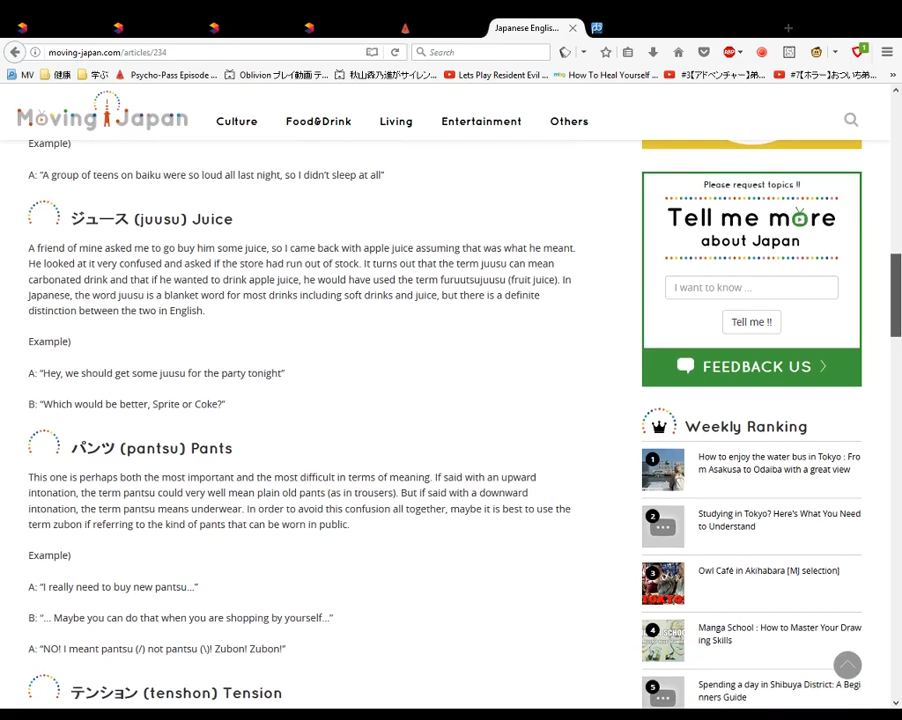 Japanese Englis...
moving-japan.com/articles/234
Search
ABP
1
MV
健康
学ぶ
Psycho-Pass Episode ...
Oblivion プレイ動画 テ...
秋山森乃進がサイレン...
Lets Play Resident Evil ...
How To Heal Yourself ...
#3【アドベンチャー】弟...
#7【ホラー】おついち弟...
Moving Japan
Culture
Food&Drink
Living
Entertainment
Others
Example)
A: “A group of teens on baiku were so loud all last night, so I didn’t sleep at all”
ジュース (juusu) Juice
A friend of mine asked me to go buy him some juice, so I came back with apple juice assuming that was what he meant.
He looked at it very confused and asked if the store had run out of stock. It turns out that the term juusu can mean
carbonated drink and that if he wanted to drink apple juice, he would have used the term furuutsujuusu (fruit juice). In
Japanese, the word juusu is a blanket word for most drinks including soft drinks and juice, but there is a definite
distinction between the two in English.
Example)
A: “Hey, we should get some juusu for the party tonight”
B: “Which would be better, Sprite or Coke?”
パンツ (pantsu) Pants
This one is perhaps both the most important and the most difficult in terms of meaning. If said with an upward
intonation, the term pantsu could very well mean plain old pants (as in trousers). But if said with a downward
intonation, the term pantsu means underwear. In order to avoid this confusion all together, maybe it is best to use the
term zubon if referring to the kind of pants that can be worn in public.
Example)
A: “I really need to buy new pantsu...”
B: “... Maybe you can do that when you are shopping by yourself...”
A: “NO! I meant pantsu (/) not pantsu (\)! Zubon! Zubon!”
テンション (tenshon) Tension
Please request topics !!
Tell me more
about Japan
I want to know ...
Tell me !!
FEEDBACK US
Weekly Ranking
1
How to enjoy the water bus in Tokyo : Fro
m Asakusa to Odaiba with a great view
2
Studying in Tokyo? Here's What You Need
to Understand
3
Owl Café in Akihabara [MJ selection]
4
Manga School : How to Master Your Draw
ing Skills
5
Spending a day in Shibuya District: A Begi
nners Guide